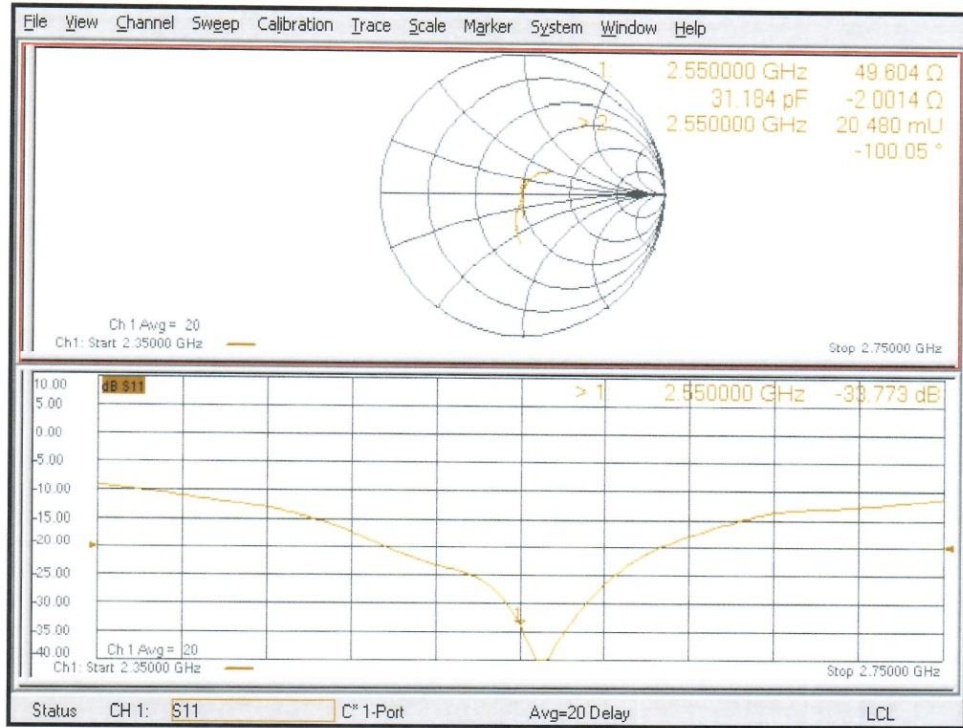 File View Channel Sweep Calibration Trace Scale Marker System Window Help
1: 2.550000 GHz 49.604 Ω
31.184 pF -2.0014 Ω
> 2: 2.550000 GHz 20.480 mU
-100.05 °
Ch 1 Avg = 20
Ch1: Start 2.35000 GHz
Stop 2.75000 GHz
10.00 dB S11
> 1: 2.550000 GHz -33.773 dB
5.00
0.00
-5.00
-10.00
-15.00
-20.00
-25.00
-30.00
1
-35.00
-40.00
Ch 1 Avg = 20
Ch1: Start 2.35000 GHz
Stop 2.75000 GHz
Status CH 1: S11 C* 1-Port Avg=20 Delay LCL